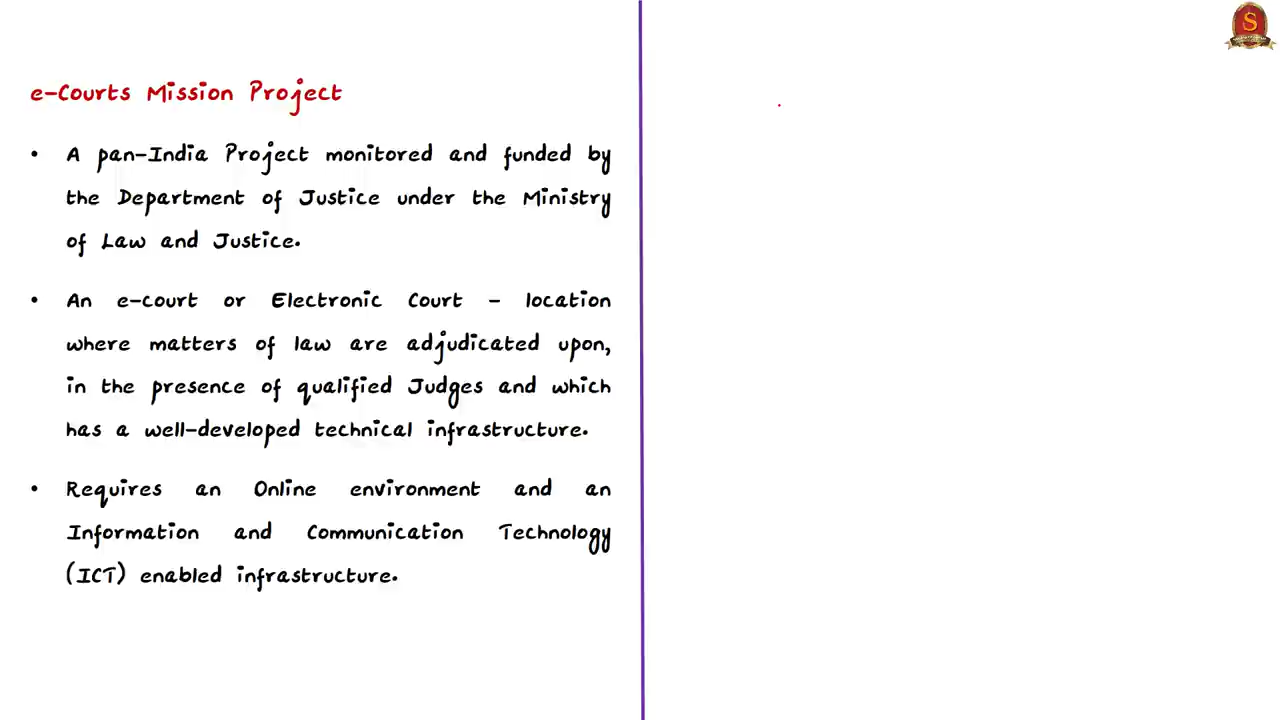 e-Courts Mission Project
• A pan-India Project monitored and funded by
the Department of Justice under the Ministry
of Law and Justice.
• An e-court or Electronic Court - location
where matters of law are adjudicated upon,
in the presence of qualified Judges and which
has a well-developed technical infrastructure.
• Requires an Online environment and an
Information and Communication Technology
(ICT) enabled infrastructure.
S